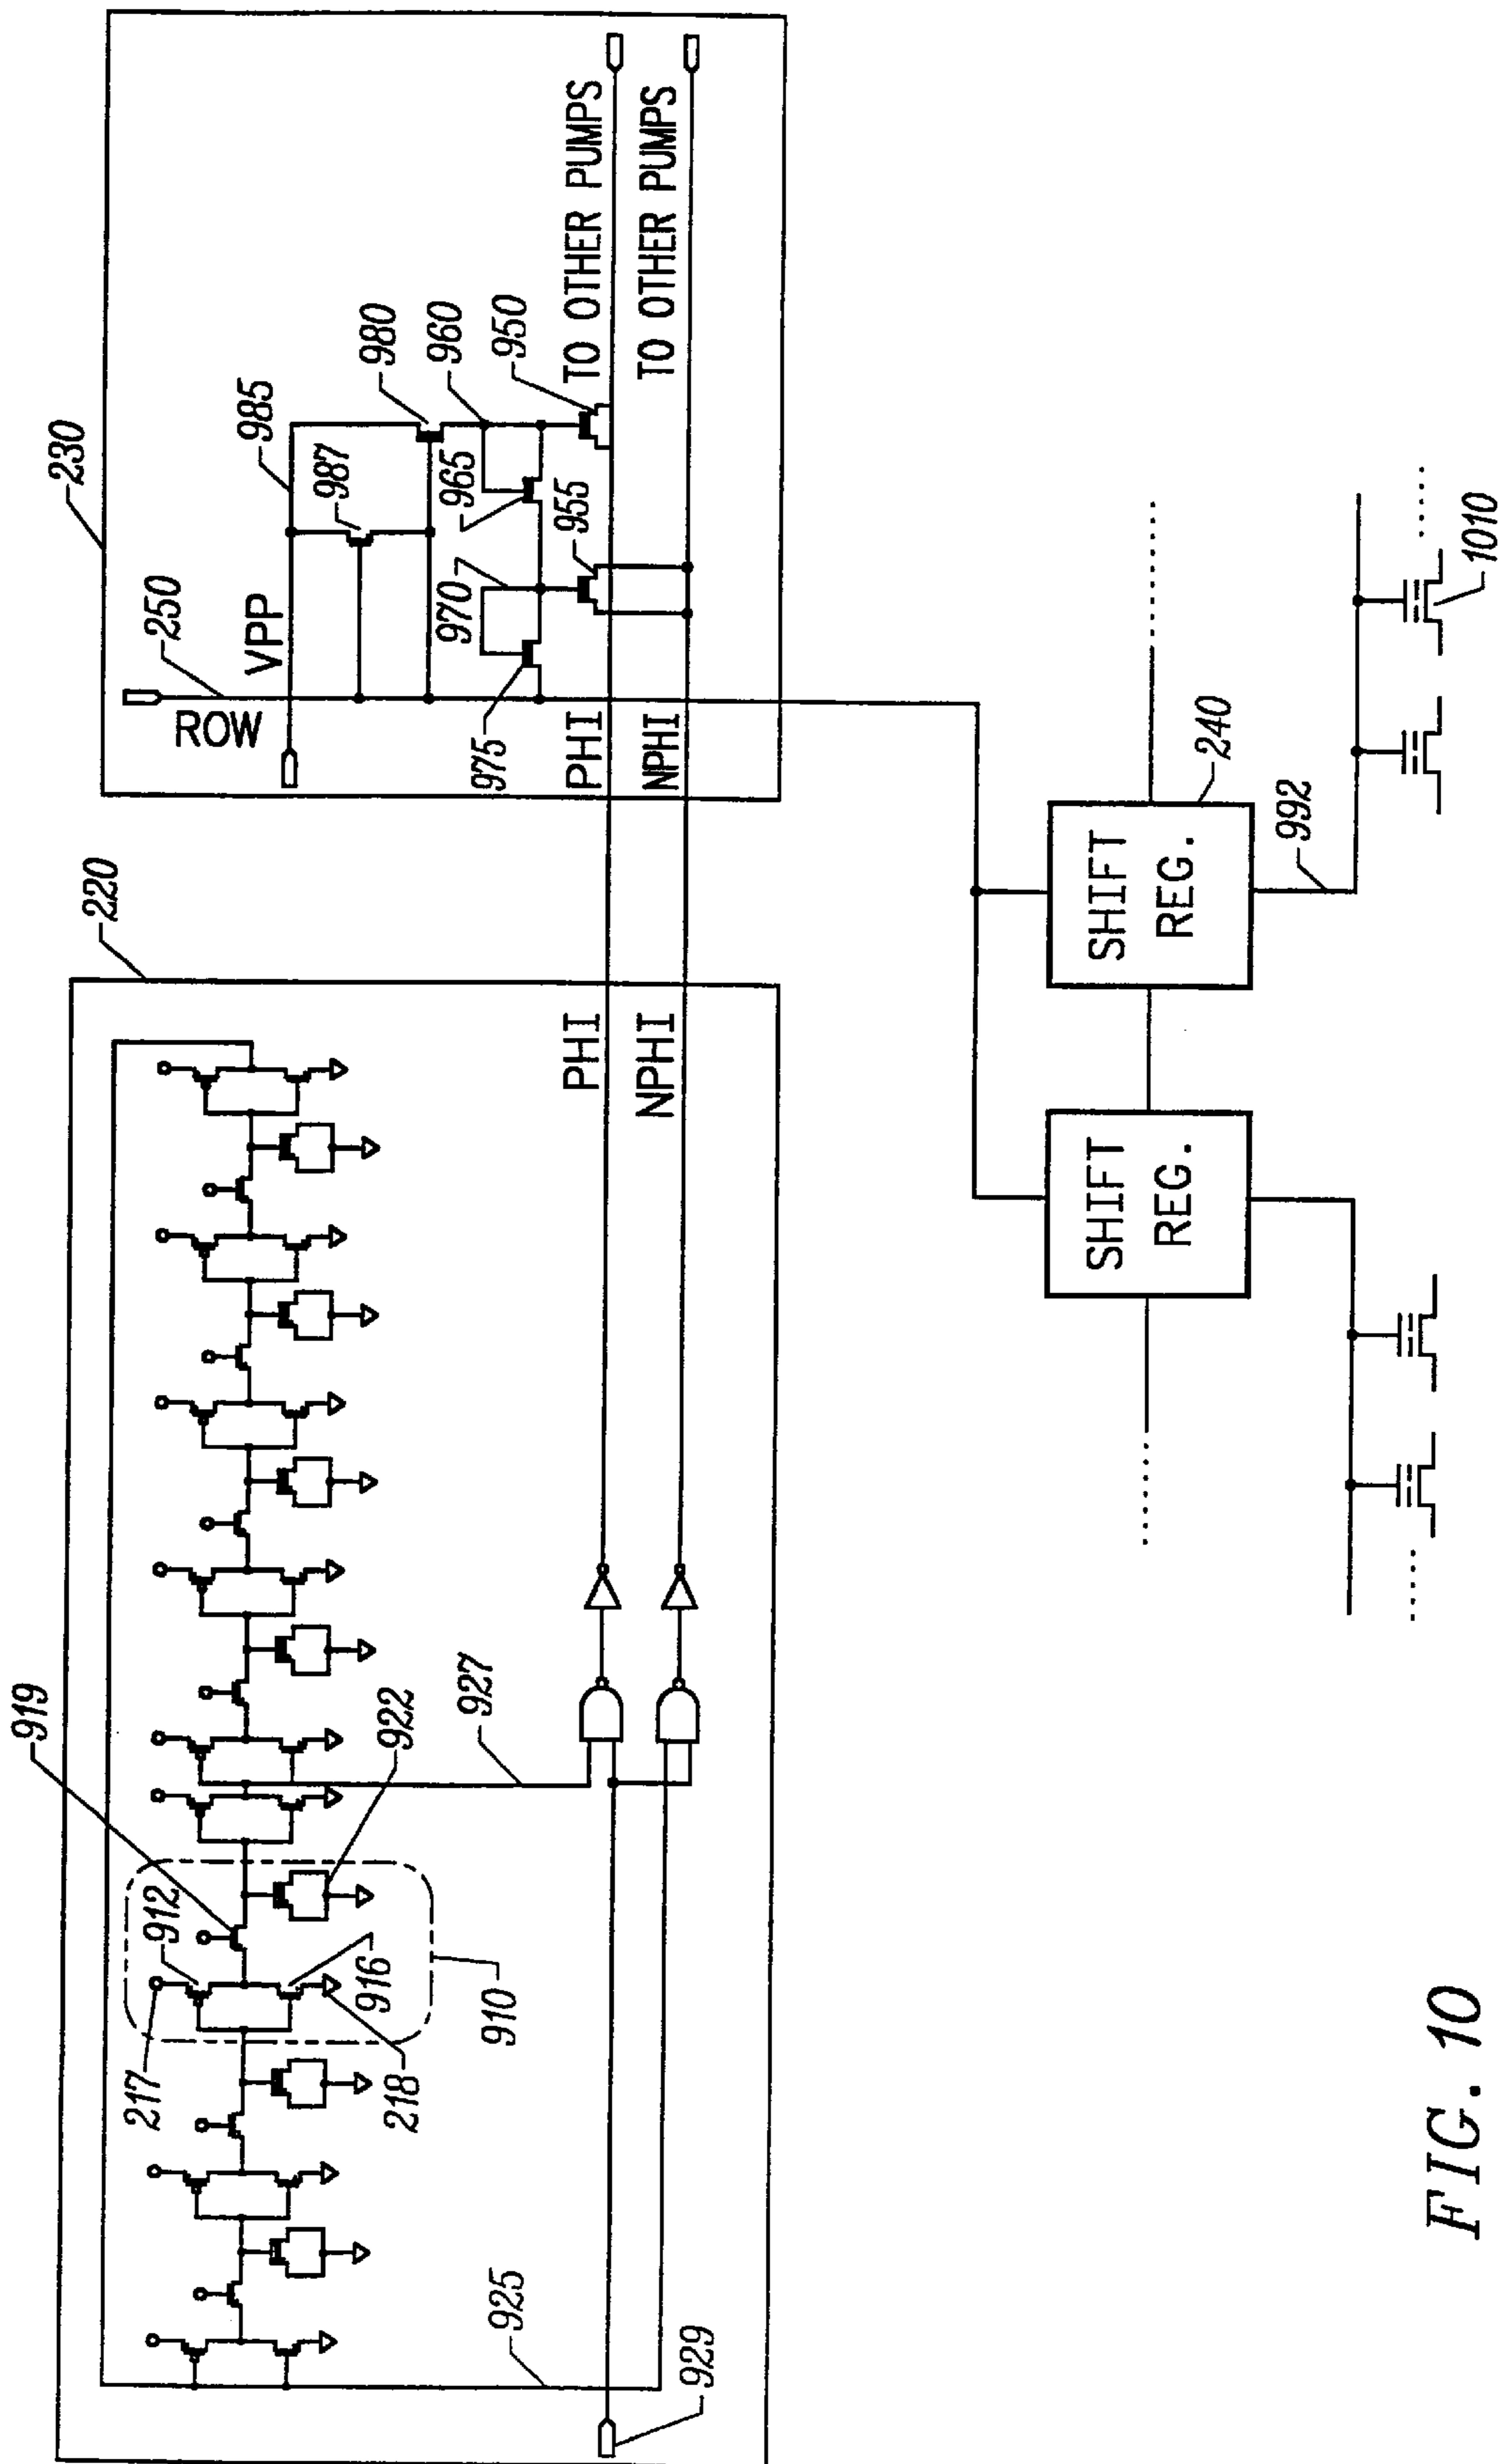 230
985
987
980
960
965
950
955
970
975
250
VPP
ROW
PHI
NPHI
TO OTHER PUMPS
TO OTHER PUMPS
220
PHI
NPHI
919
922
927
912
916
217
218
910
925
929
SHIFT REG.
240
992
SHIFT REG.
1010
FIG. 10